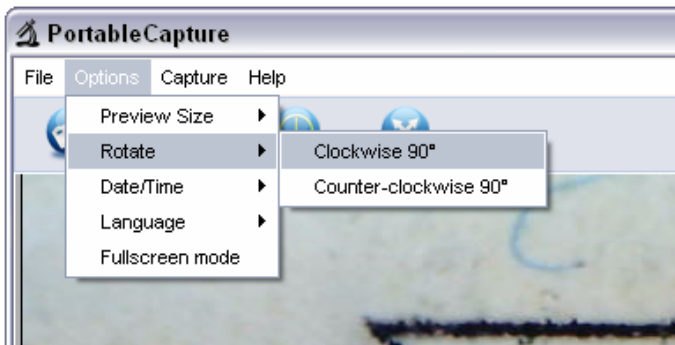 PortableCapture
File Options Capture Help
Preview Size
Rotate
Clockwise 90°
Counter-clockwise 90°
Date/Time
Language
Fullscreen mode